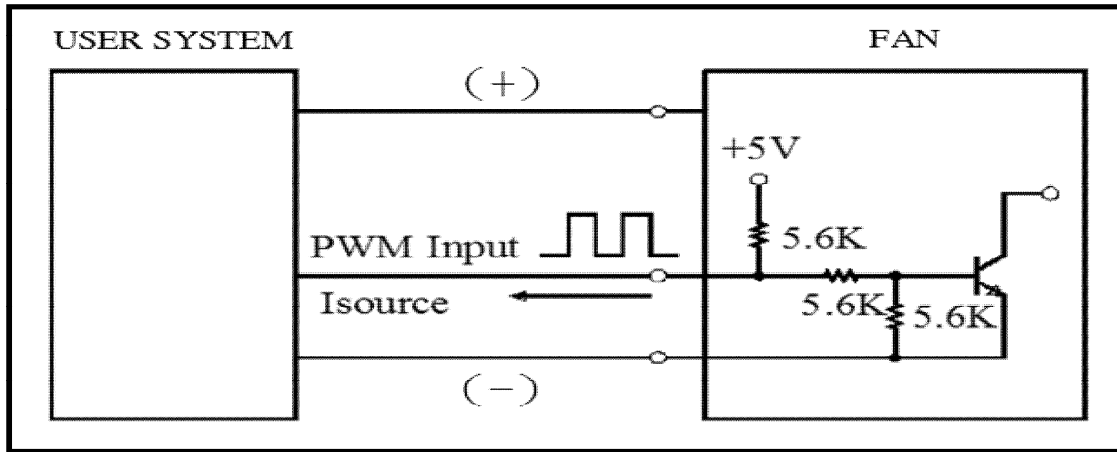 USER SYSTEM
FAN
(+)
+5V
5.6K
PWM Input
Isource
5.6K
5.6K
(−)